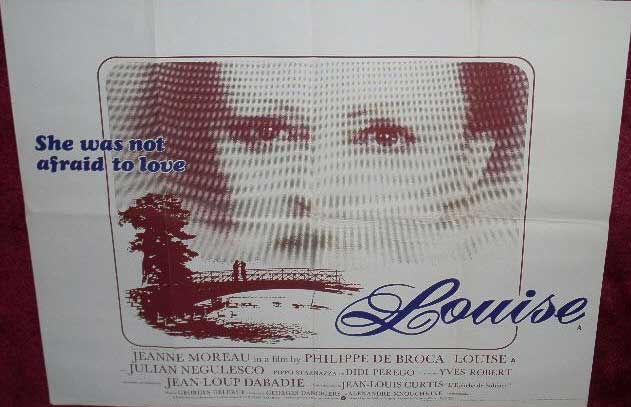 She was not
afraid to love
Louise
A
JEANNE MOREAU in a film by PHILIPPE DE BROCA LOUISE
JULIAN NEGULESCO DIDI PEREGO YVES ROBERT
JEAN-LOUP DABADIE JEAN-LOUIS CURTIS
GEORGES DELERUE GEORGES DANCIGERS ALEXANDRE MNOUCHKINE